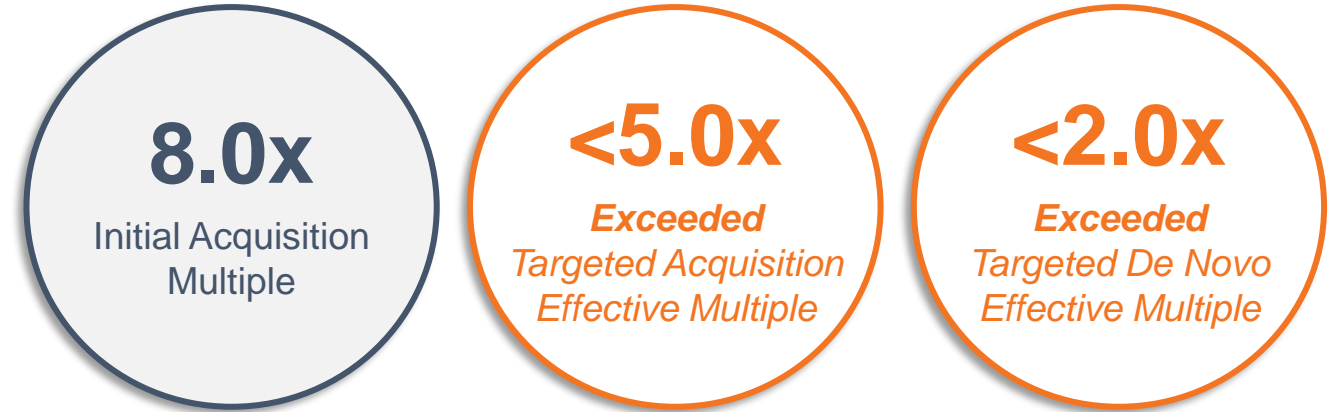 8.0x
Initial Acquisition
Multiple
<5.0x
Exceeded
Targeted Acquisition
Effective Multiple
<2.0x
Exceeded
Targeted De Novo
Effective Multiple